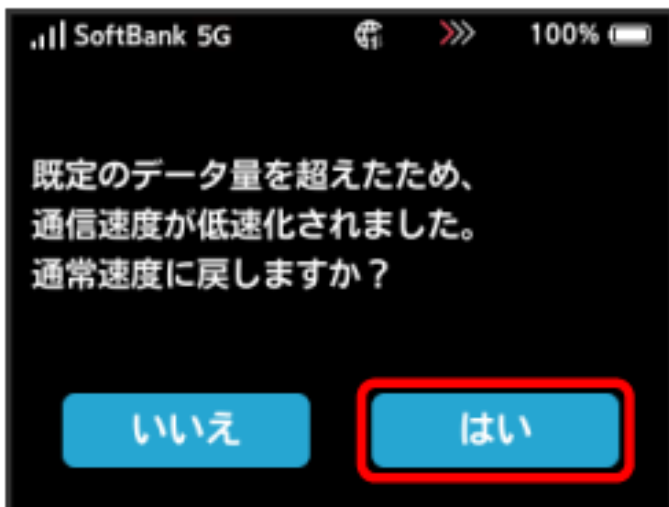 SoftBank 5G 100%
既定のデータ量を超えたため、
通信速度が低速化されました。
通常速度に戻しますか？
いいえ はい